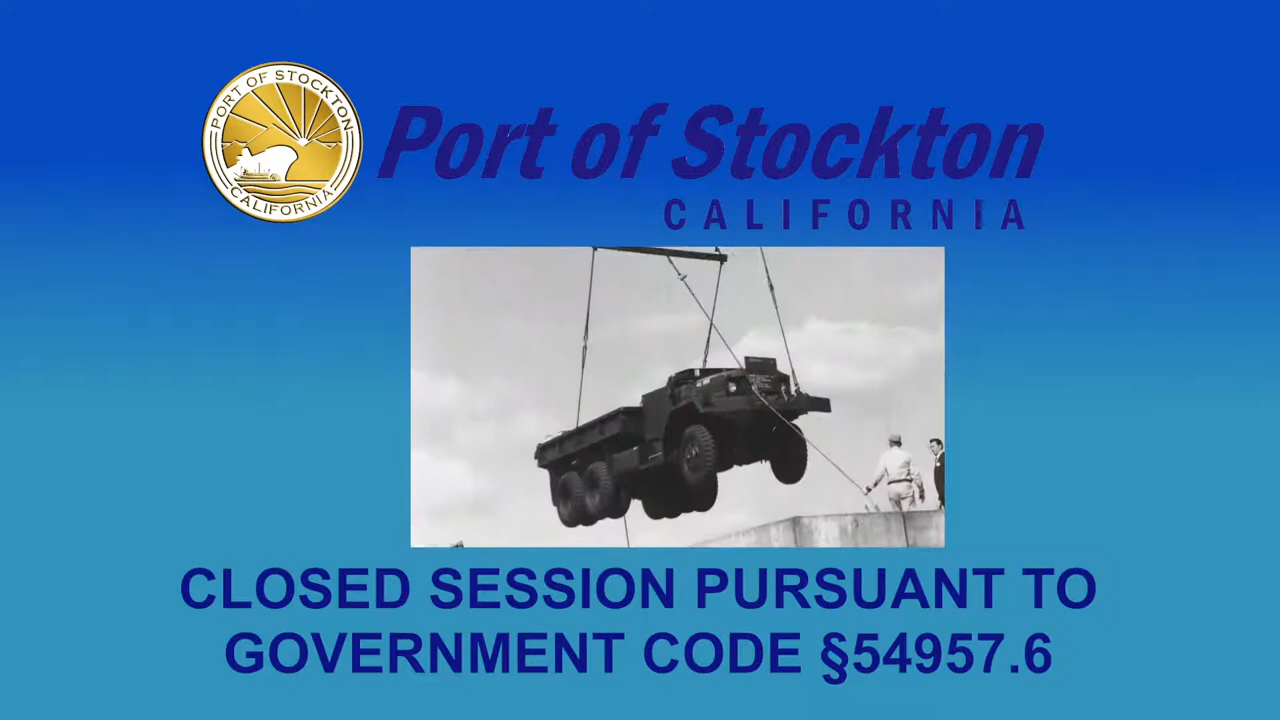 PORT OF STOCKTON
CALIFORNIA
Port of Stockton
CALIFORNIA
CLOSED SESSION PURSUANT TO
GOVERNMENT CODE §54957.6